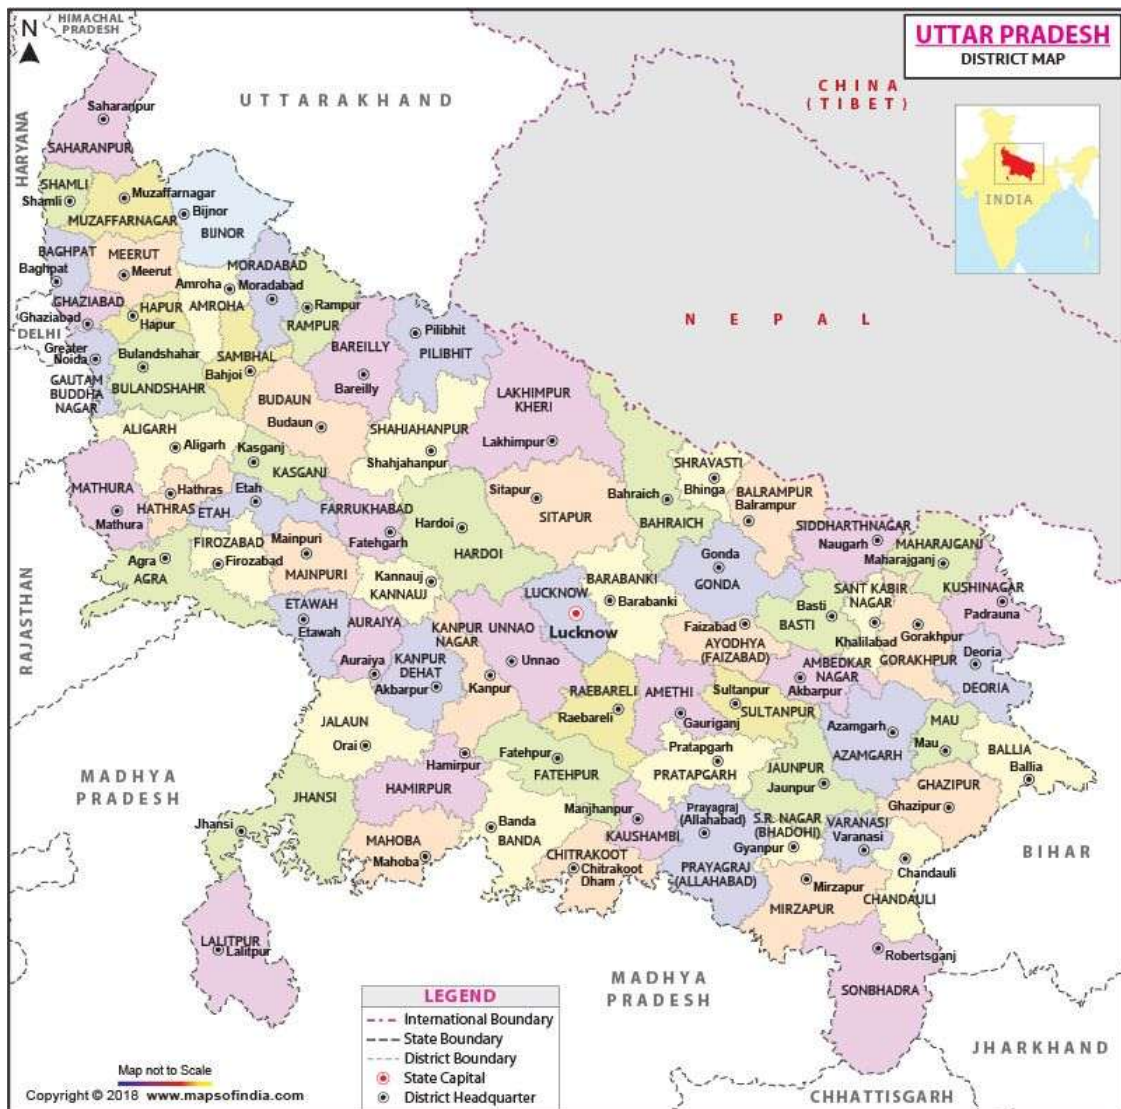 N
HIMACHAL
PRADESH
UTTAR PRADESH
DISTRICT MAP
CHINA
(TIBET)
UTTARAKHAND
HARYANA
INDIA
NEPAL
Saharanpur
SAHARANPUR
SHAMLI
Shamli
Muzaffarnagar
MUZAFFARNAGAR
Bijnor
BIJNOR
BAGHPAT
Baghpat
MEERUT
Meerut
MORADABAD
Moradabad
Amroha
AMROHA
GHAZIABAD
Ghaziabad
HAPUR
Hapur
Rampur
RAMPUR
DELHI
Greater
Noida
GAUTAM
BUDDHA
NAGAR
Bulandshahar
BULANDSHAHR
SAMBHAL
Bahjoi
BAREILLY
Bareilly
Pilibhit
PILIBHIT
BUDAUN
Budaun
SHAHJAHANPUR
Shahjahanpur
LAKHIMPUR
KHERI
Lakhimpur
ALIGARH
Aligarh
Kasganj
KASGANJ
MATHURA
Mathura
Hathras
HATHRAS
Etah
ETAH
FARRUKHABAD
Fatehgarh
Hardoi
HARDOI
Sitapur
SITAPUR
Bahraich
BAHRAICH
SHRAVASTI
Bhinga
BALRAMPUR
Balrampur
SIDDHARTHNAGAR
Naugarh
MAHARAJGANJ
Maharajganj
KUSHINAGAR
Padrauna
RAJASTHAN
Agra
AGRA
FIROZABAD
Firozabad
Mainpuri
MAINPURI
Kannauj
KANNAUJ
LUCKNOW
Lucknow
BARABANKI
Barabanki
Gonda
GONDA
Basti
BASTI
SANT KABIR
NAGAR
Khalilabad
Gorakhpur
GORAKHPUR
Deoria
DEORIA
ETAWAH
Etawah
AURAIYA
Auraiya
KANPUR
DEHAT
Akbarpur
KANPUR
NAGAR
Kanpur
UNNAO
Unnao
RAEBARELI
Raebareli
AMETHI
Gauriganj
Faizabad
AYODHYA
(FAIZABAD)
Sultanpur
SULTANPUR
AMBEDKAR
NAGAR
Akbarpur
Azamgarh
AZAMGARH
MAU
Mau
BALLIA
Ballia
JALAUN
Orai
Hamirpur
HAMIRPUR
Fatehpur
FATEHPUR
Pratapgarh
PRATAPGARH
JAUNPUR
Jaunpur
GHAZIPUR
Ghazipur
MADHYA
PRADESH
JHANSI
Jhansi
MAHOBA
Mahoba
Banda
BANDA
Manjhanpur
KAUSHAMBI
CHITRAKOOT
Chitrakoot
Dham
Prayagraj
(Allahabad)
PRAYAGRAJ
(ALLAHABAD)
S.R. NAGAR
(BHADOHI)
Gyanpur
VARANASI
Varanasi
Chandauli
CHANDAULI
Mirzapur
MIRZAPUR
BIHAR
LALITPUR
Lalitpur
Robertsganj
SONBHADRA
MADHYA
PRADESH
JHARKHAND
CHHATTISGARH
LEGEND
International Boundary
State Boundary
District Boundary
State Capital
District Headquarter
Map not to Scale
Copyright © 2018 www.mapsofindia.com